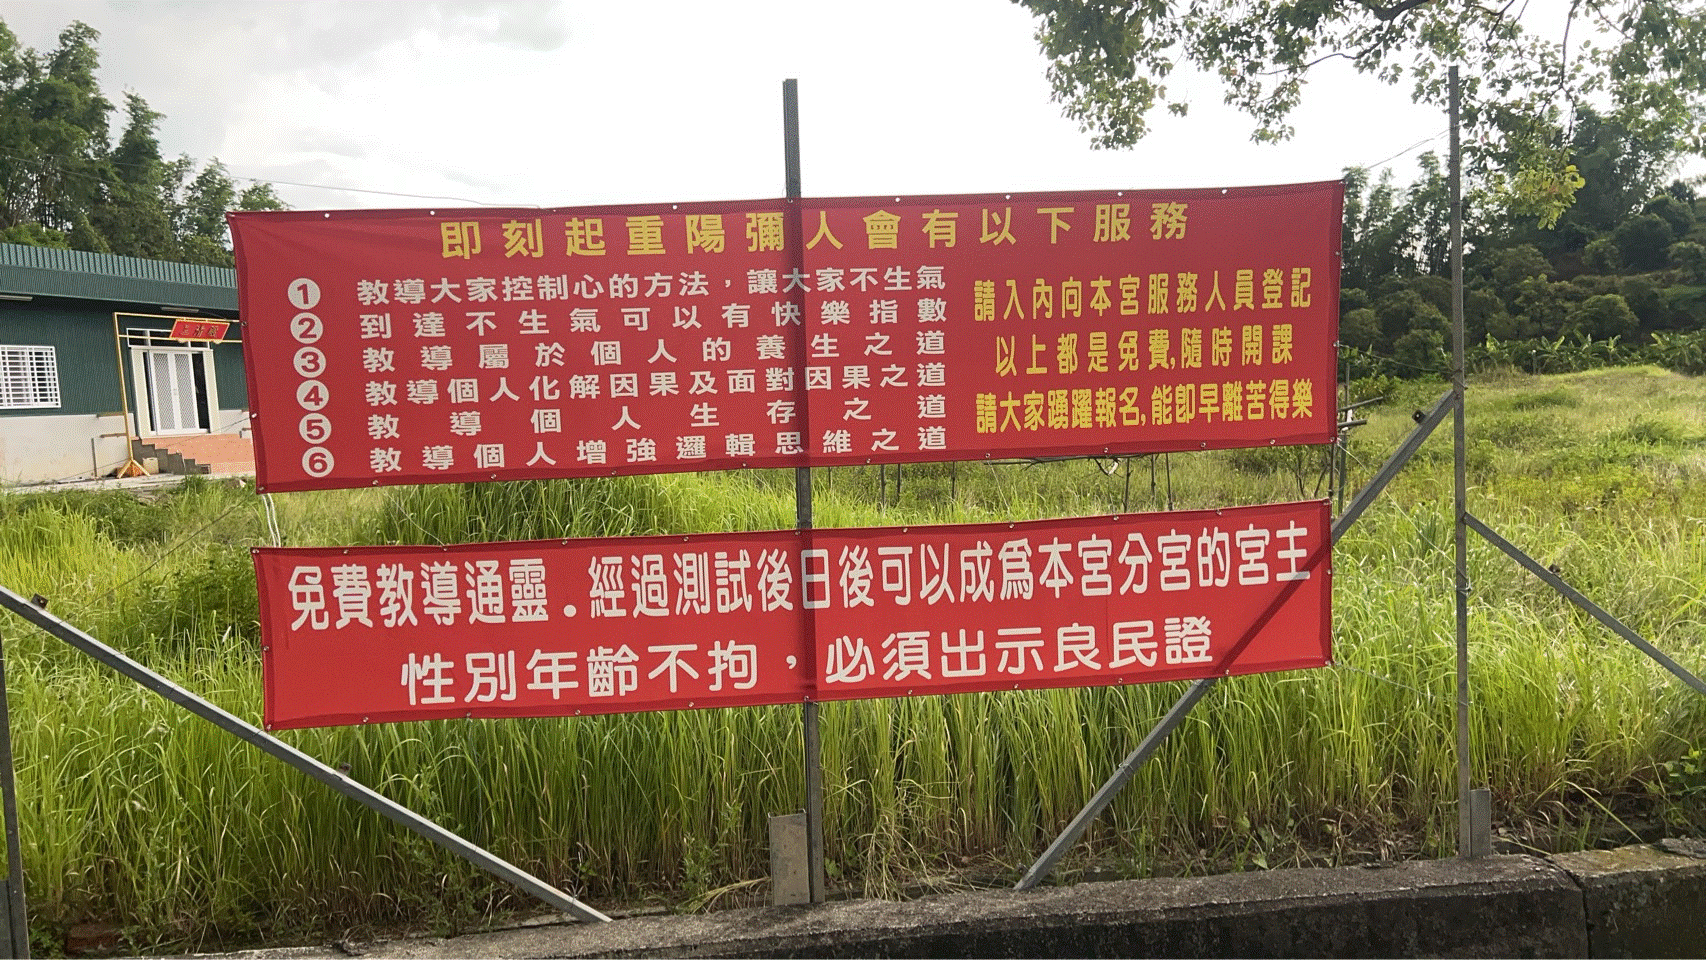 即刻起重陽彌人會有以下服務
1 教導大家控制心的方法，讓大家不生氣
2 到達不生氣可以有快樂指數
3 教導屬於個人的養生之道
4 教導個人化解因果及面對因果之道
5 教導個人生存之道
6 教導個人增強邏輯思維之道
請入內向本宮服務人員登記
以上都是免費,隨時開課
請大家踴躍報名,能即早離苦得樂
免費教導通靈.經過測試後日後可以成為本宮分宮的宮主
性別年齡不拘，必須出示良民證